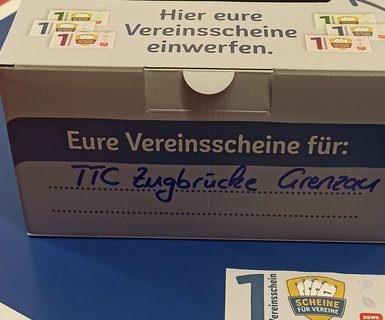 Hier eure
Vereinsscheine
einwerfen.
Eure Vereinsscheine für:
TTC Zugbrücke Grenzau
1 Vereinsschein
SCHEINE
FÜR VEREINE
REWE